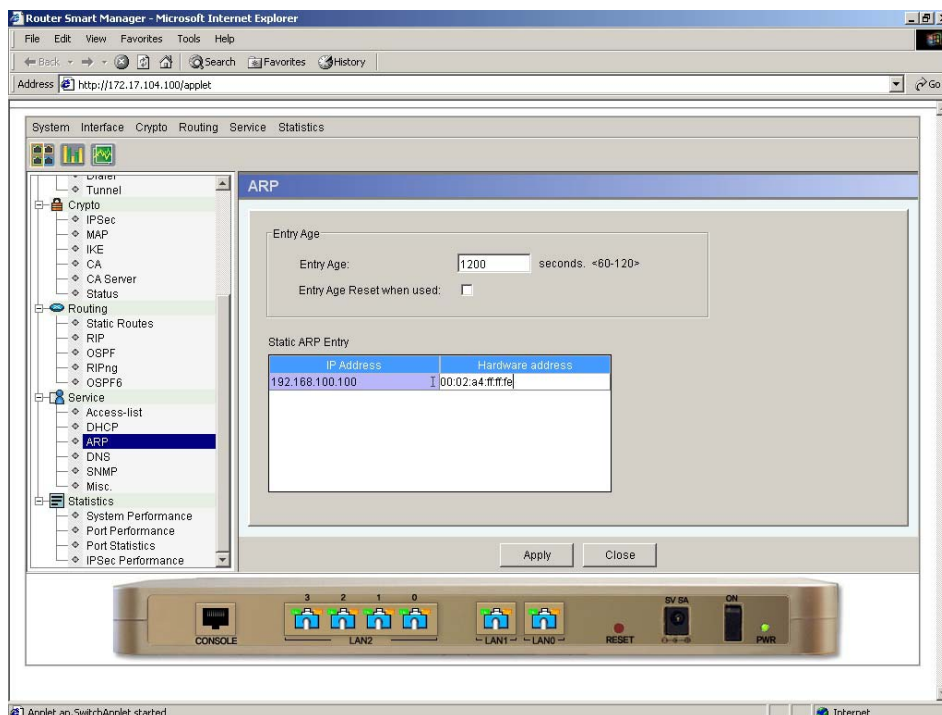 Router Smart Manager - Microsoft Internet Explorer
File Edit View Favorites Tools Help
Back Search Favorites History
Address http://172.17.104.100/applet Go
System Interface Crypto Routing Service Statistics
Dialer
Tunnel
Crypto
IPSec
MAP
IKE
CA
CA Server
Status
Routing
Static Routes
RIP
OSPF
RIPng
OSPF6
Service
Access-list
DHCP
ARP
DNS
SNMP
Misc.
Statistics
System Performance
Port Performance
Port Statistics
IPSec Performance
ARP
Entry Age
Entry Age: 1200 seconds. <60-120>
Entry Age Reset when used:
Static ARP Entry
IP Address Hardware address
192.168.100.100 00:02:a4:ff:ff:fe
Apply Close
3 2 1 0 5V 5A ON
CONSOLE LAN2 LAN1 LAN0 RESET PWR
Applet an.SwitchApplet started Internet